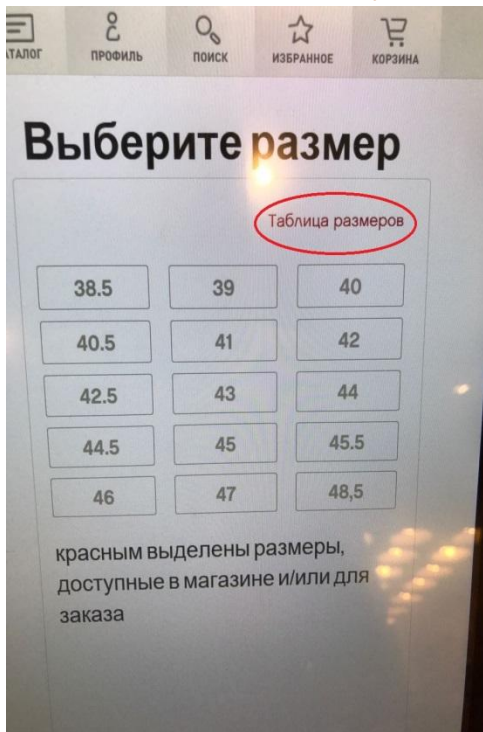 ПРОФИЛЬ ПОИСК ИЗБРАННОЕ КОРЗИНА
Выберите размер
Таблица размеров
38.5 39 40
40.5 41 42
42.5 43 44
44.5 45 45.5
46 47 48,5
красным выделены размеры,
доступные в магазине и/или для
заказа